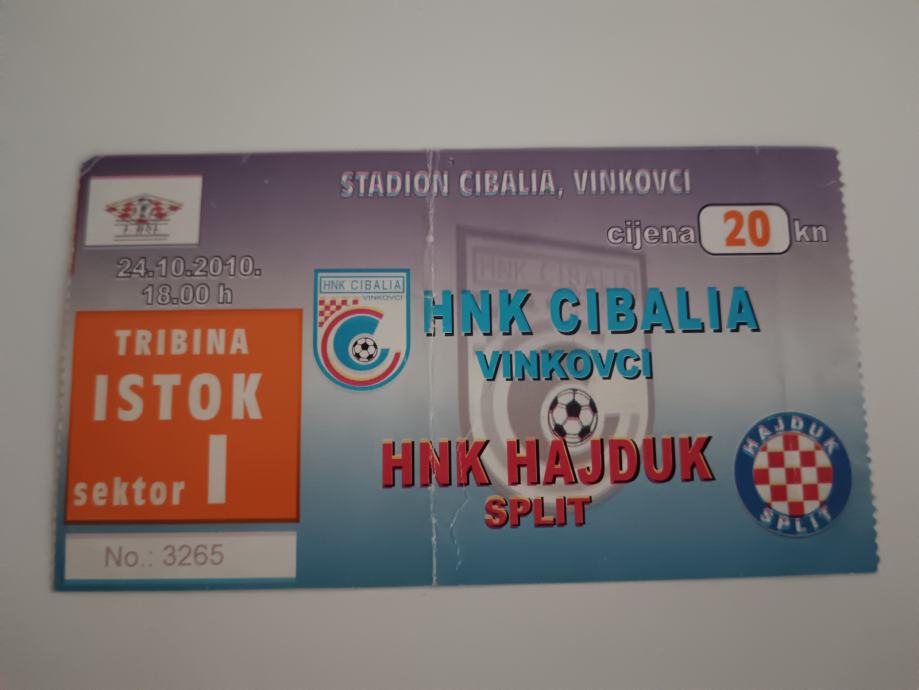 STADION CIBALIA, VINKOVCI
cijena 20 kn
24.10.2010.
18.00 h
HNK CIBALIA
VINKOVCI
TRIBINA
ISTOK
sektor I
HNK CIBALIA
VINKOVCI
HNK HAJDUK
SPLIT
HAJDUK
SPLIT
No.: 3265
HNK CIBALIA